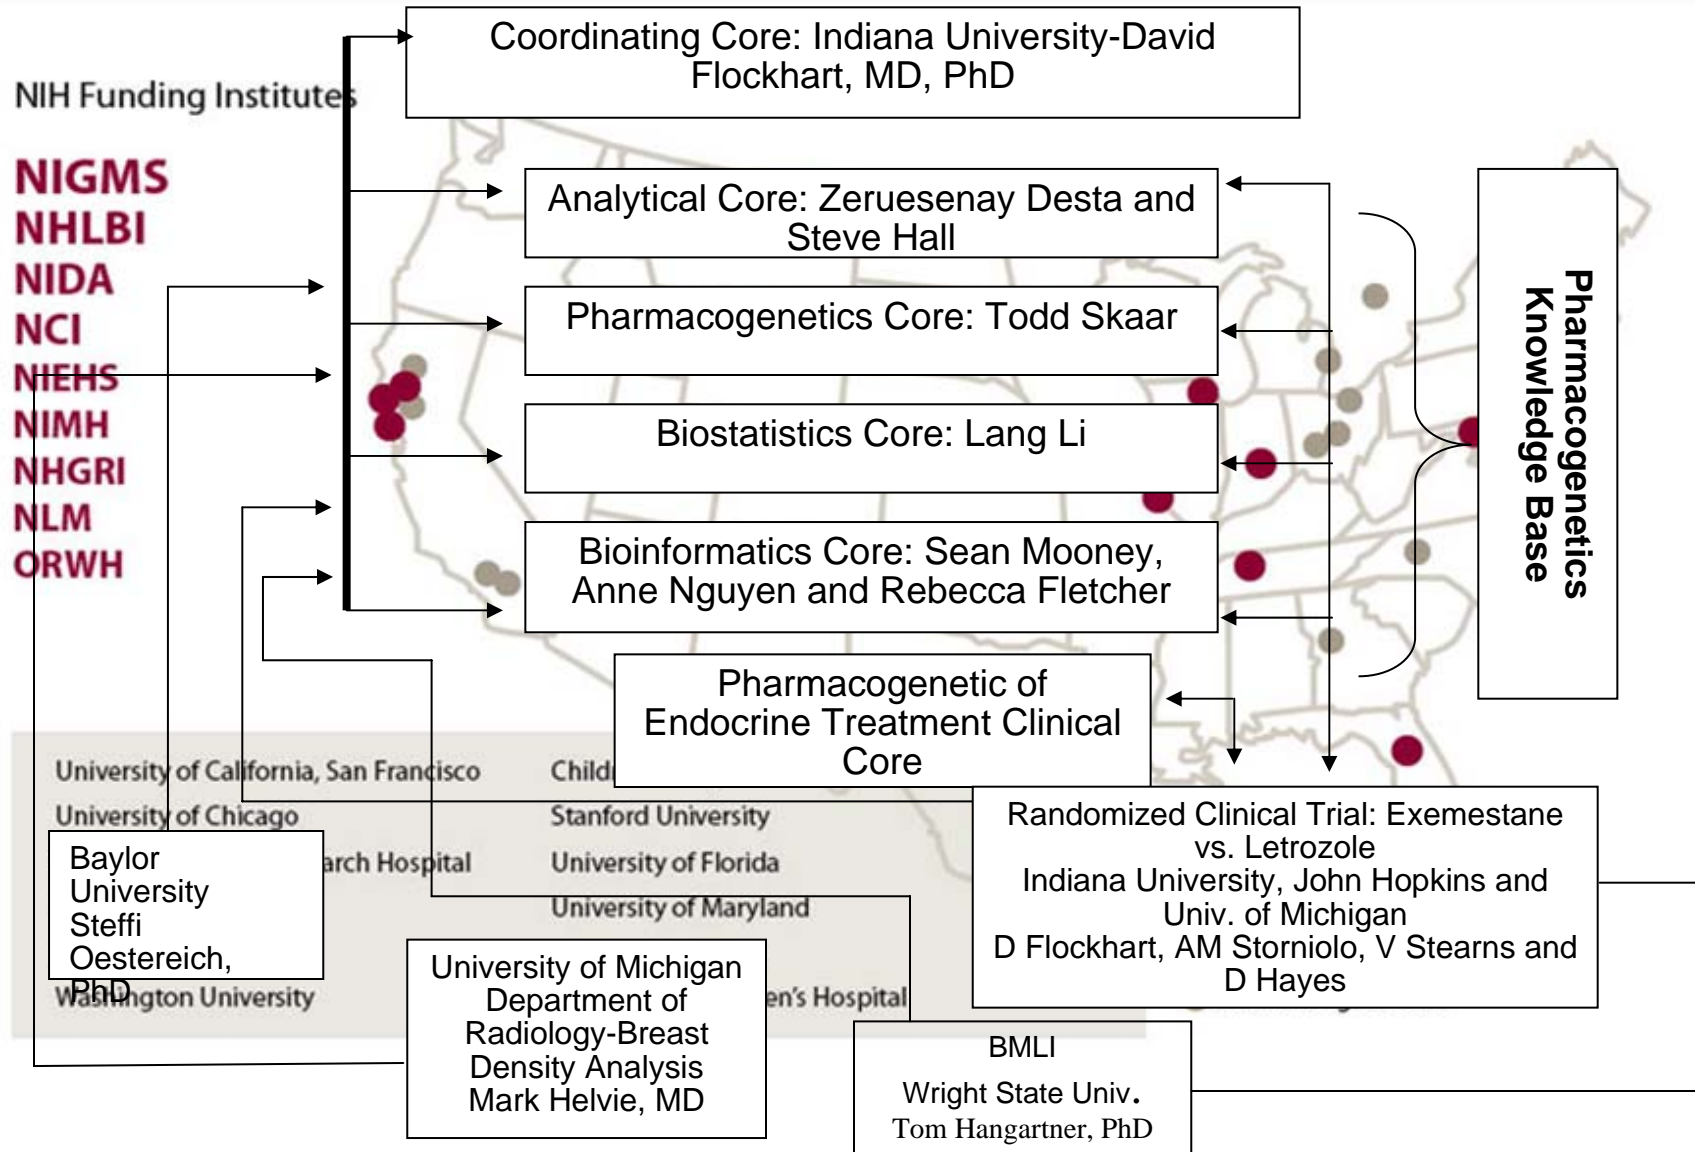 Coordinating Core: Indiana University-David
Flockhart, MD, PhD
NIH Funding Institutes
NIGMS
NHLBI
NIDA
NCI
NIEHS
NIMH
NHGRI
NLM
ORWH
Analytical Core: Zeruesenay Desta and
Steve Hall
Pharmacogenetics Core: Todd Skaar
Biostatistics Core: Lang Li
Bioinformatics Core: Sean Mooney,
Anne Nguyen and Rebecca Fletcher
Pharmacogenetics
Knowledge Base
Pharmacogenetic of
Endocrine Treatment Clinical
Core
University of California, San Francisco
University of Chicago
arch Hospital
Washington University
Child
Stanford University
University of Florida
University of Maryland
en's Hospital
Baylor
University
Steffi
Oestereich,
PhD
University of Michigan
Department of
Radiology-Breast
Density Analysis
Mark Helvie, MD
Randomized Clinical Trial: Exemestane
vs. Letrozole
Indiana University, John Hopkins and
Univ. of Michigan
D Flockhart, AM Storniolo, V Stearns and
D Hayes
BMLI
Wright State Univ.
Tom Hangartner, PhD